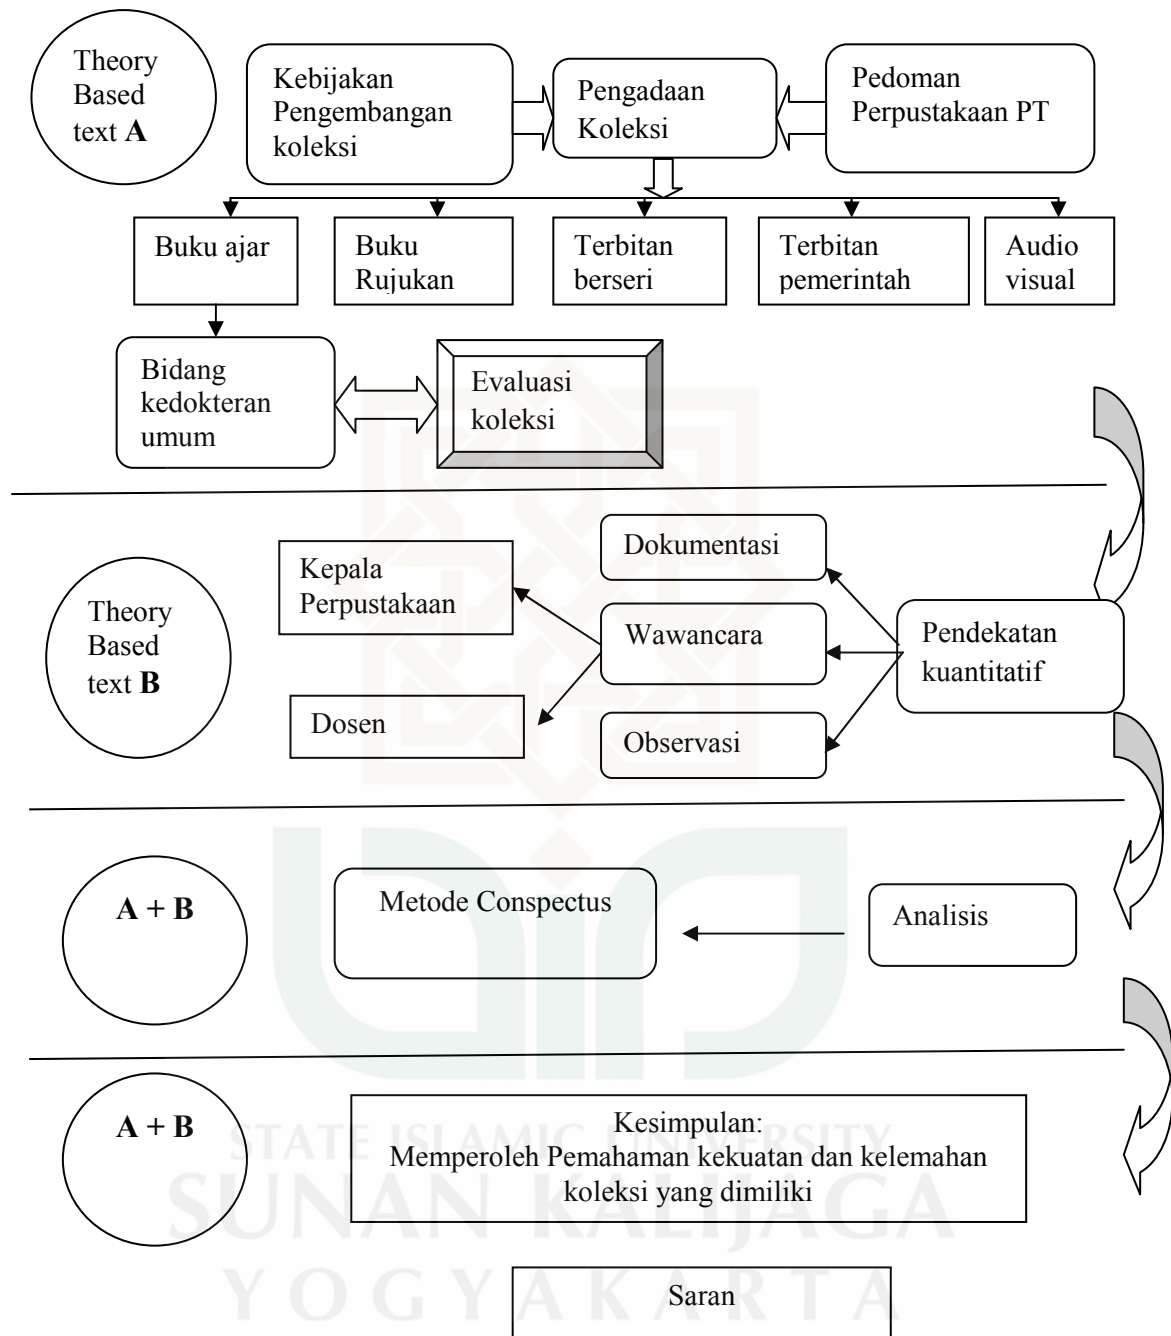 Theory
Based
text A
Kebijakan
Pengembangan
koleksi
Pengadaan
Koleksi
Pedoman
Perpustakaan PT
Buku ajar
Buku
Rujukan
Terbitan
berseri
Terbitan
pemerintah
Audio
visual
Bidang
kedokteran
umum
Evaluasi
koleksi
Theory
Based
text B
Kepala
Perpustakaan
Dosen
Dokumentasi
Wawancara
Observasi
Pendekatan
kuantitatif
A + B
Metode Conspectus
Analisis
A + B
Kesimpulan:
Memperoleh Pemahaman kekuatan dan kelemahan
koleksi yang dimiliki
STATE ISLAMIC UNIVERSITY
SUNAN KALIJAGA
YOGYAKARTA
Saran